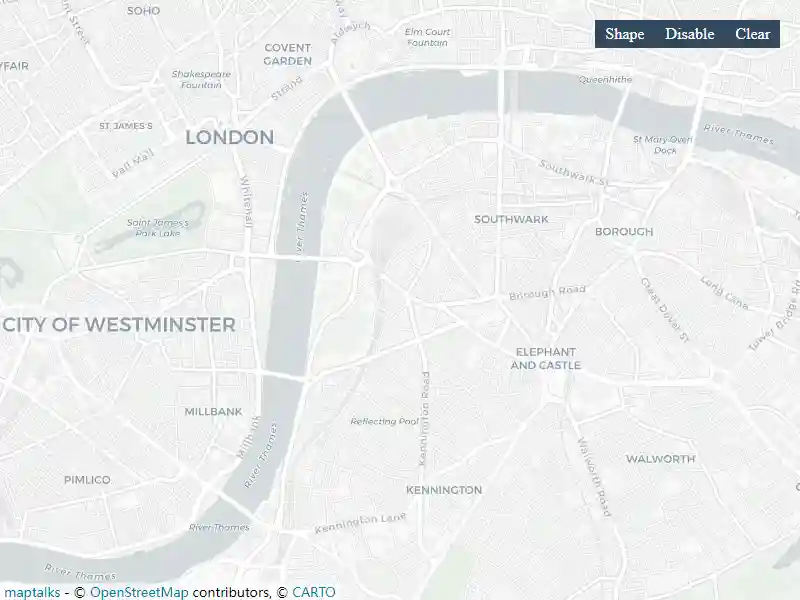 SOHO
Elm Court
Fountain
Aldwych
COVENT
GARDEN
Shape Disable Clear
Shakespeare
Fountain
Strand
Queenhithe
ST JAMES'S
LONDON
River Thames
St Mary Overi
Dock
Pall Mall
Southwark St
Whitehall
River Thames
Saint James's
Park Lake
SOUTHWARK
BOROUGH
Borough Road
Long Lane
Great Dover St
Tower Bridge Rd
CITY OF WESTMINSTER
ELEPHANT
AND CASTLE
MILLBANK
Millbank
River Thames
Reflecting Pool
Kennington Road
Walworth Road
WALWORTH
PIMLICO
KENNINGTON
River Thames
Kennington Lane
River Thames
maptalks - © OpenStreetMap contributors, © CARTO